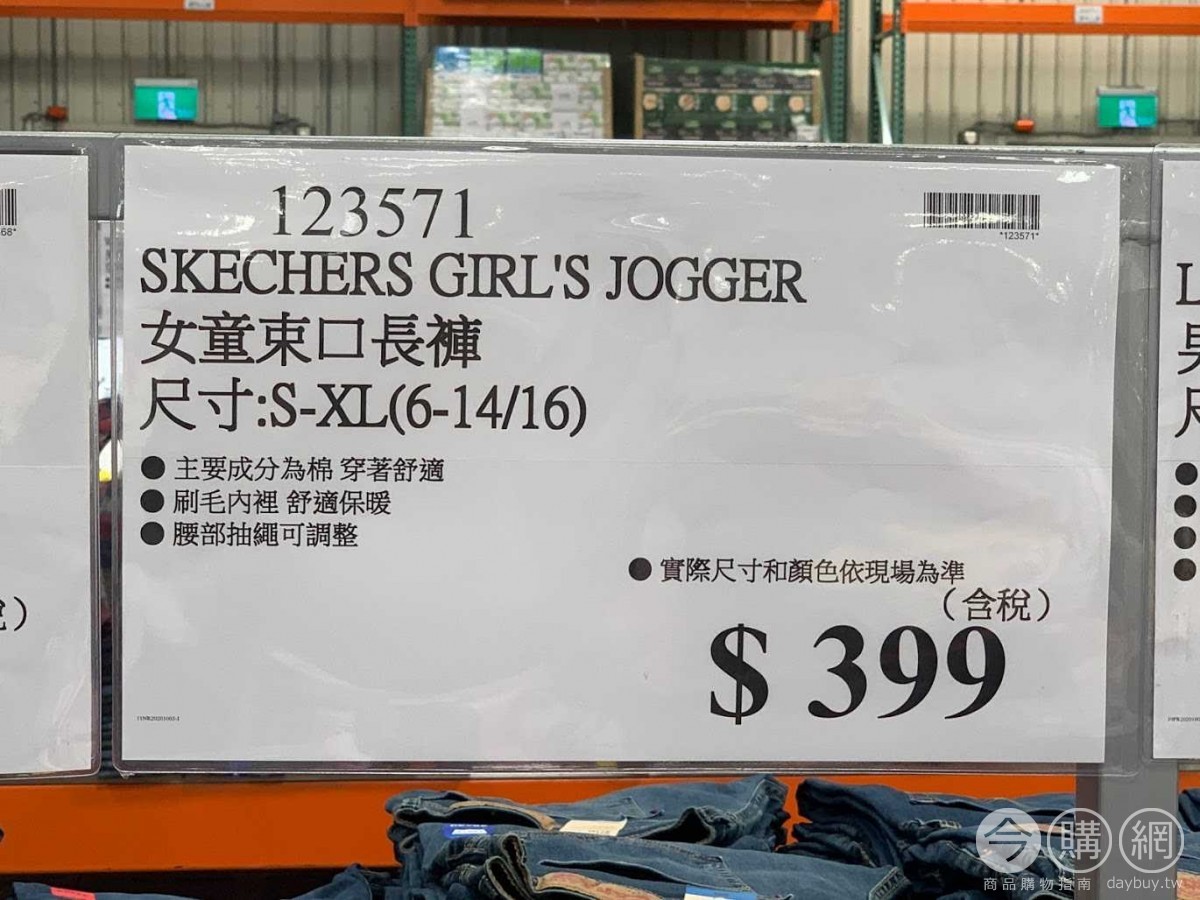 123571
*123571*
SKECHERS GIRL'S JOGGER
女童束口長褲
尺寸:S-XL(6-14/16)
● 主要成分為棉 穿著舒適
● 刷毛內裡 舒適保暖
● 腰部抽繩可調整
● 實際尺寸和顏色依現場為準
(含稅)
$ 399
今購網
商品購物指南 daybuy.tw